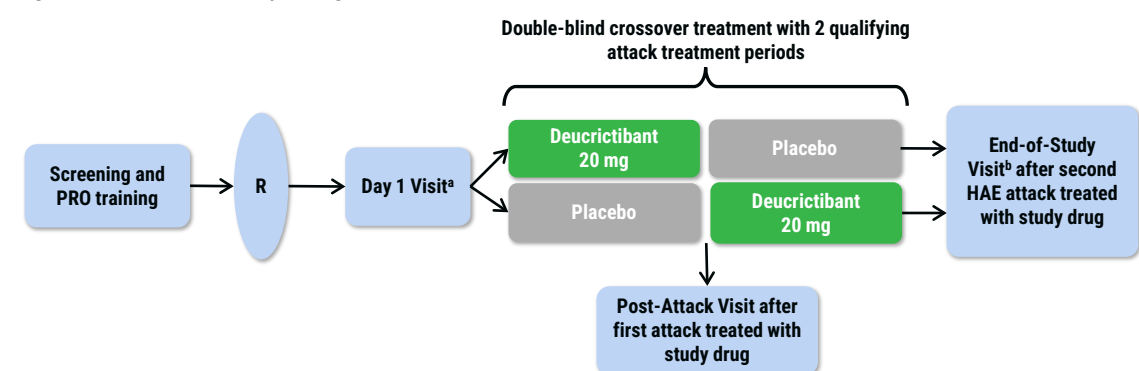 Double-blind crossover treatment with 2 qualifying
attack treatment periods
Screening and
PRO training
R
Day 1 Visitᵃ
Deucrictibant
20 mg
Placebo
Placebo
Deucrictibant
20 mg
End-of-Study
Visitᵇ after second
HAE attack treated
with study drug
Post-Attack Visit after
first attack treated with
study drug